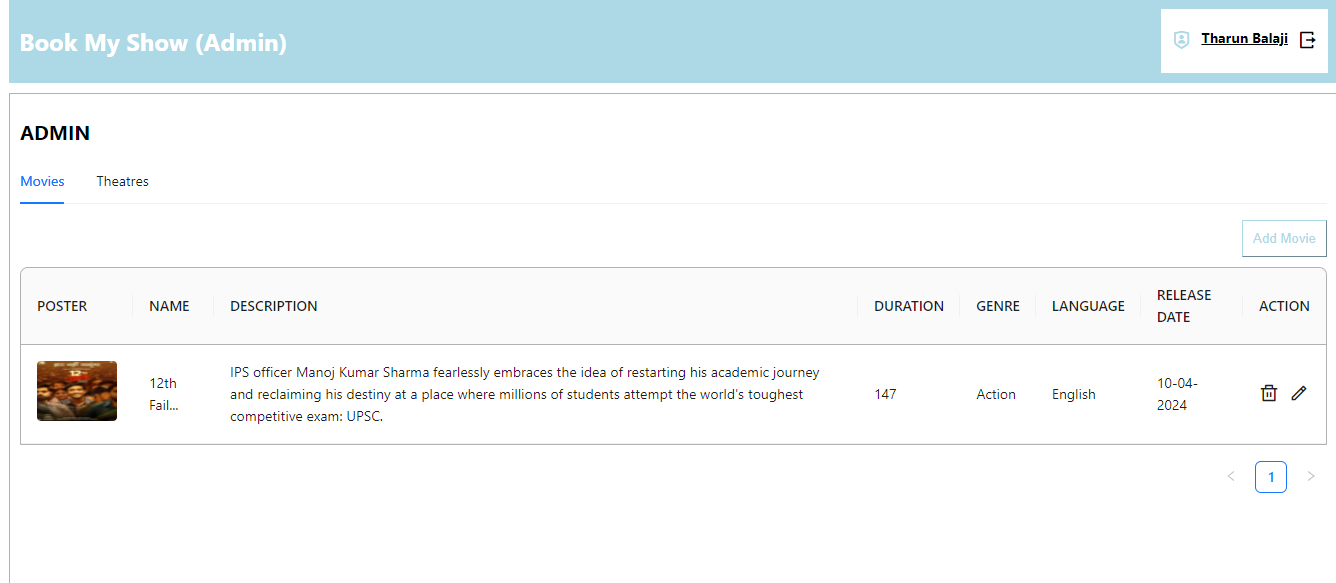 Book My Show (Admin)
Tharun Balaji
ADMIN
Movies
Theatres
Add Movie
POSTER
NAME
DESCRIPTION
DURATION
GENRE
LANGUAGE
RELEASE
DATE
ACTION
12th
12th
Fail...
IPS officer Manoj Kumar Sharma fearlessly embraces the idea of restarting his academic journey
and reclaiming his destiny at a place where millions of students attempt the world's toughest
competitive exam: UPSC.
147
Action
English
10-04-
2024
1